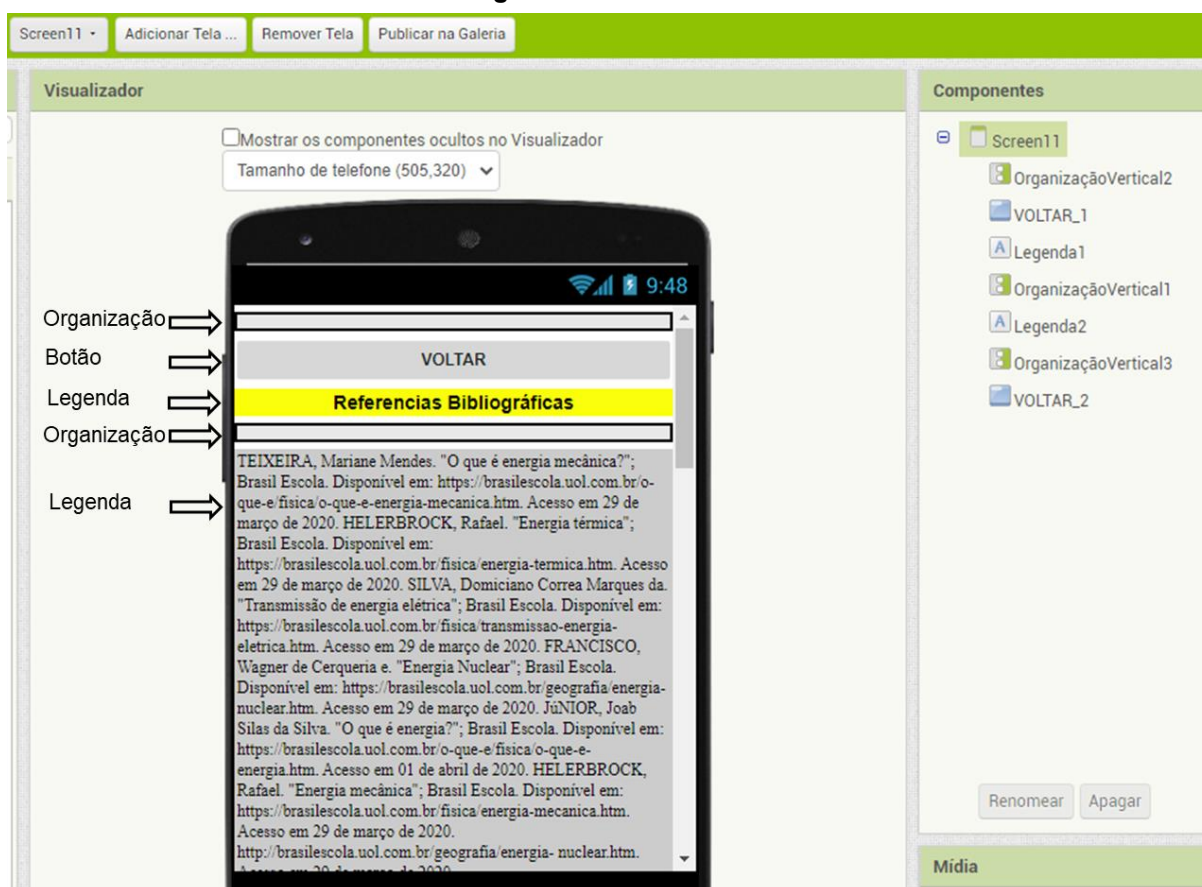 Screen11
Adicionar Tela ...
Remover Tela
Publicar na Galeria
Visualizador
Mostrar os componentes ocultos no Visualizador
Tamanho de telefone (505,320)
9:48
Organização
Botão
VOLTAR
Legenda
Referencias Bibliográficas
Organização
Legenda
TEIXEIRA, Mariane Mendes. "O que é energia mecânica?";
Brasil Escola. Disponível em: https://brasilescola.uol.com.br/o-
que-e/fisica/o-que-e-energia-mecanica.htm. Acesso em 29 de
março de 2020. HELERBROCK, Rafael. "Energia térmica";
Brasil Escola. Disponível em:
https://brasilescola.uol.com.br/fisica/energia-termica.htm. Acesso
em 29 de março de 2020. SILVA, Domiciano Correa Marques da.
"Transmissão de energia elétrica"; Brasil Escola. Disponível em:
https://brasilescola.uol.com.br/fisica/transmissao-energia-
eletrica.htm. Acesso em 29 de março de 2020. FRANCISCO,
Wagner de Cerqueria e. "Energia Nuclear"; Brasil Escola.
Disponível em: https://brasilescola.uol.com.br/geografia/energia-
nuclear.htm. Acesso em 29 de março de 2020. JúNIOR, Joab
Silas da Silva. "O que é energia?"; Brasil Escola. Disponível em:
https://brasilescola.uol.com.br/o-que-e/fisica/o-que-e-
energia.htm. Acesso em 01 de abril de 2020. HELERBROCK,
Rafael. "Energia mecânica"; Brasil Escola. Disponível em:
https://brasilescola.uol.com.br/fisica/energia-mecanica.htm.
Acesso em 29 de março de 2020.
http://brasilescola.uol.com.br/geografia/energia- nuclear.htm.
Componentes
Screen11
OrganizaçãoVertical2
VOLTAR_1
Legenda1
OrganizaçãoVertical1
Legenda2
OrganizaçãoVertical3
VOLTAR_2
Renomear
Apagar
Mídia